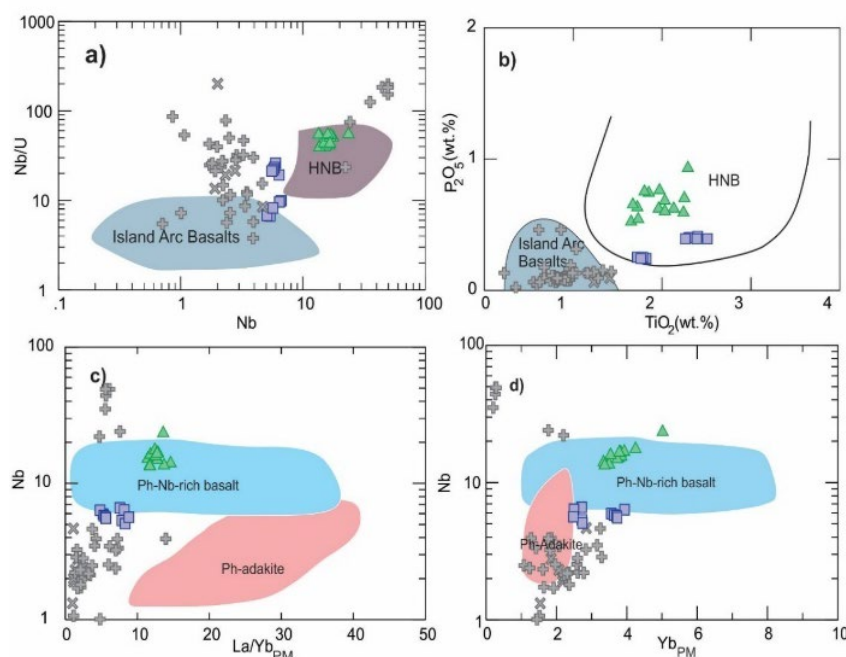 a)
1000
100
10
1
Nb/U
HNB
Island Arc Basalts
.1
1
10
100
Nb
b)
2
1
0
P2O5(wt.%)
HNB
Island Arc
Basalts
0
1
2
3
4
TiO2(wt.%)
c)
100
10
1
Nb
Ph-Nb-rich basalt
Ph-adakite
0
10
20
30
40
50
La/YbPM
d)
100
10
1
Nb
Ph-Nb-rich basalt
Ph-Adakite
0
2
4
6
8
10
YbPM